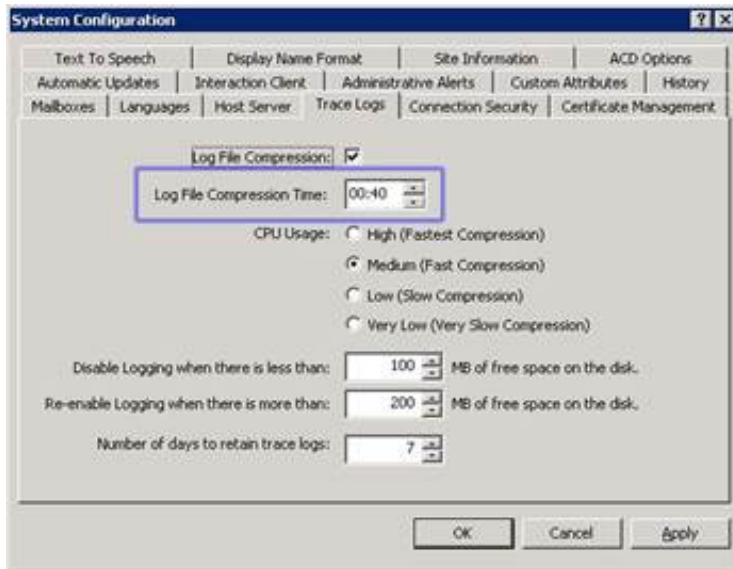 System Configuration
Text To Speech Display Name Format Site Information ACD Options
Automatic Updates Interaction Client Administrative Alerts Custom Attributes History
Mailboxes Languages Host Server Trace Logs Connection Security Certificate Management
Log File Compression:
Log File Compression Time: 00:40
CPU Usage: High (Fastest Compression)
Medium (Fast Compression)
Low (Slow Compression)
Very Low (Very Slow Compression)
Disable Logging when there is less than: 100 MB of free space on the disk.
Re-enable Logging when there is more than: 200 MB of free space on the disk.
Number of days to retain trace logs: 7
OK Cancel Apply